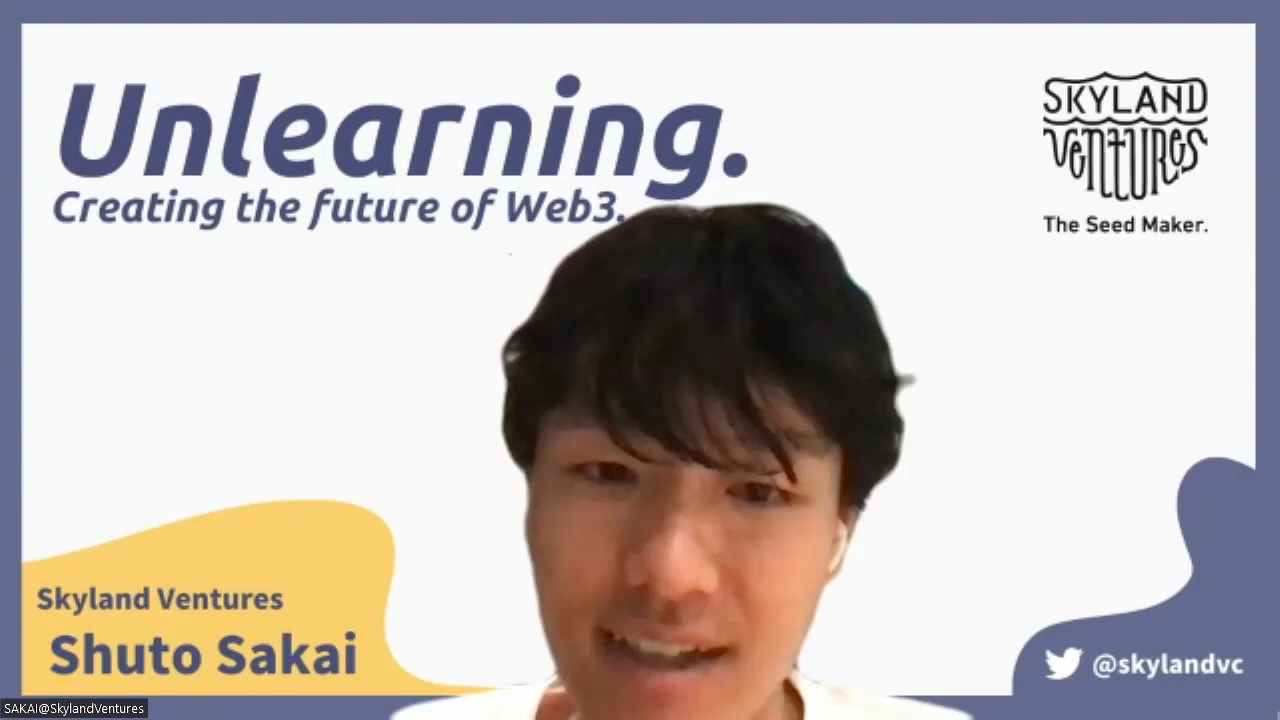 Unlearning.
Creating the future of Web3.
SKYLAND
VENTURES
The Seed Maker.
Skyland Ventures
Shuto Sakai
@skylandvc
SAKAI@SkylandVentures